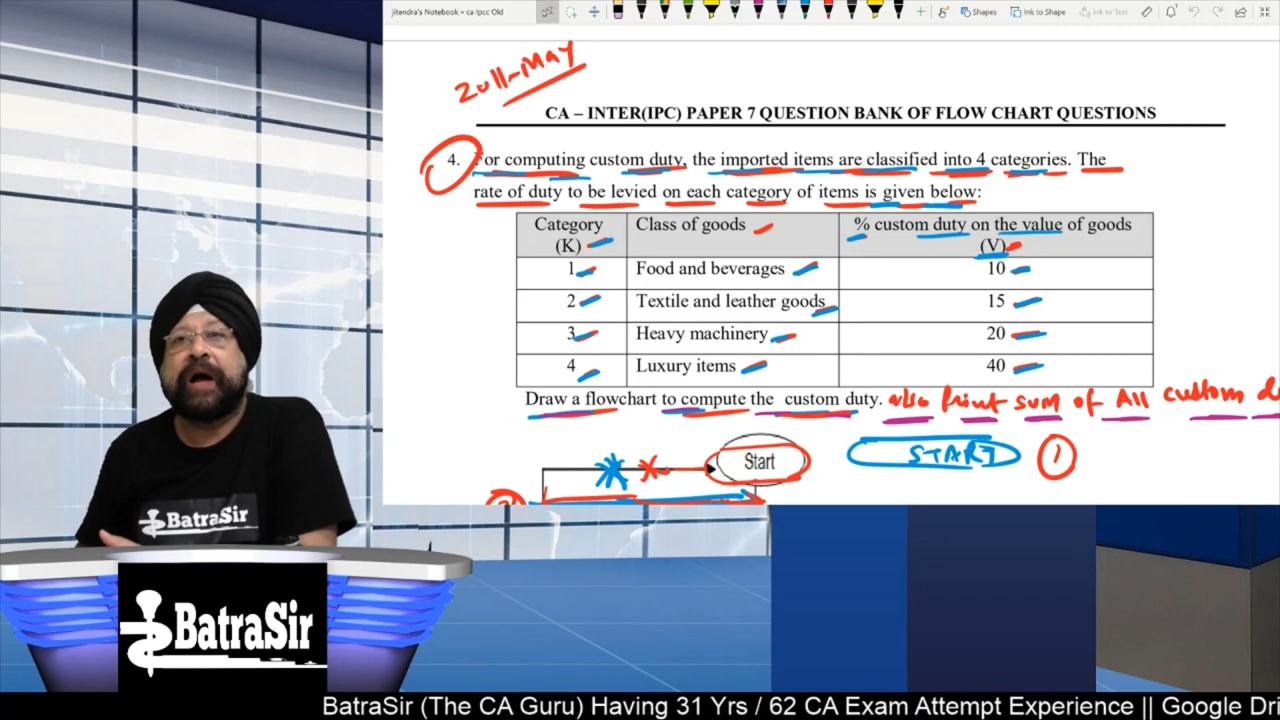 jitendra's Notebook » ca Ipcc Old
Shapes
Ink to Shape
Ink to Text
2011-May
CA – INTER(IPC) PAPER 7 QUESTION BANK OF FLOW CHART QUESTIONS
4. For computing custom duty, the imported items are classified into 4 categories. The
rate of duty to be levied on each category of items is given below:
Category (K) Class of goods % custom duty on the value of goods (V)
1 Food and beverages 10
2 Textile and leather goods 15
3 Heavy machinery 20
4 Luxury items 40
Draw a flowchart to compute the custom duty. also print sum of All custom d
Start START 1
BatraSir
BatraSir
BatraSir (The CA Guru) Having 31 Yrs / 62 CA Exam Attempt Experience || Google Dri